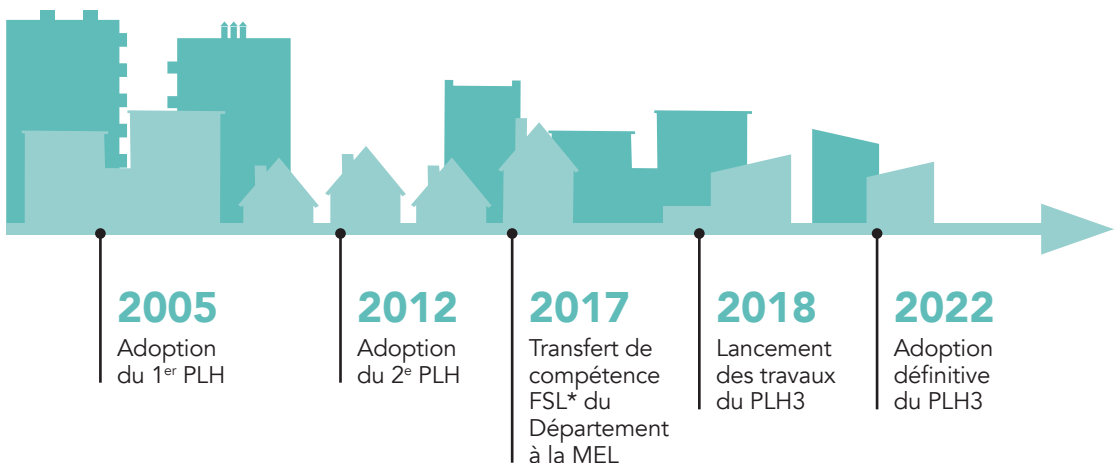 2005
Adoption
du 1er PLH
2012
Adoption
du 2e PLH
2017
Transfert de
compétence
FSL* du
Département
à la MEL
2018
Lancement
des travaux
du PLH3
2022
Adoption
définitive
du PLH3